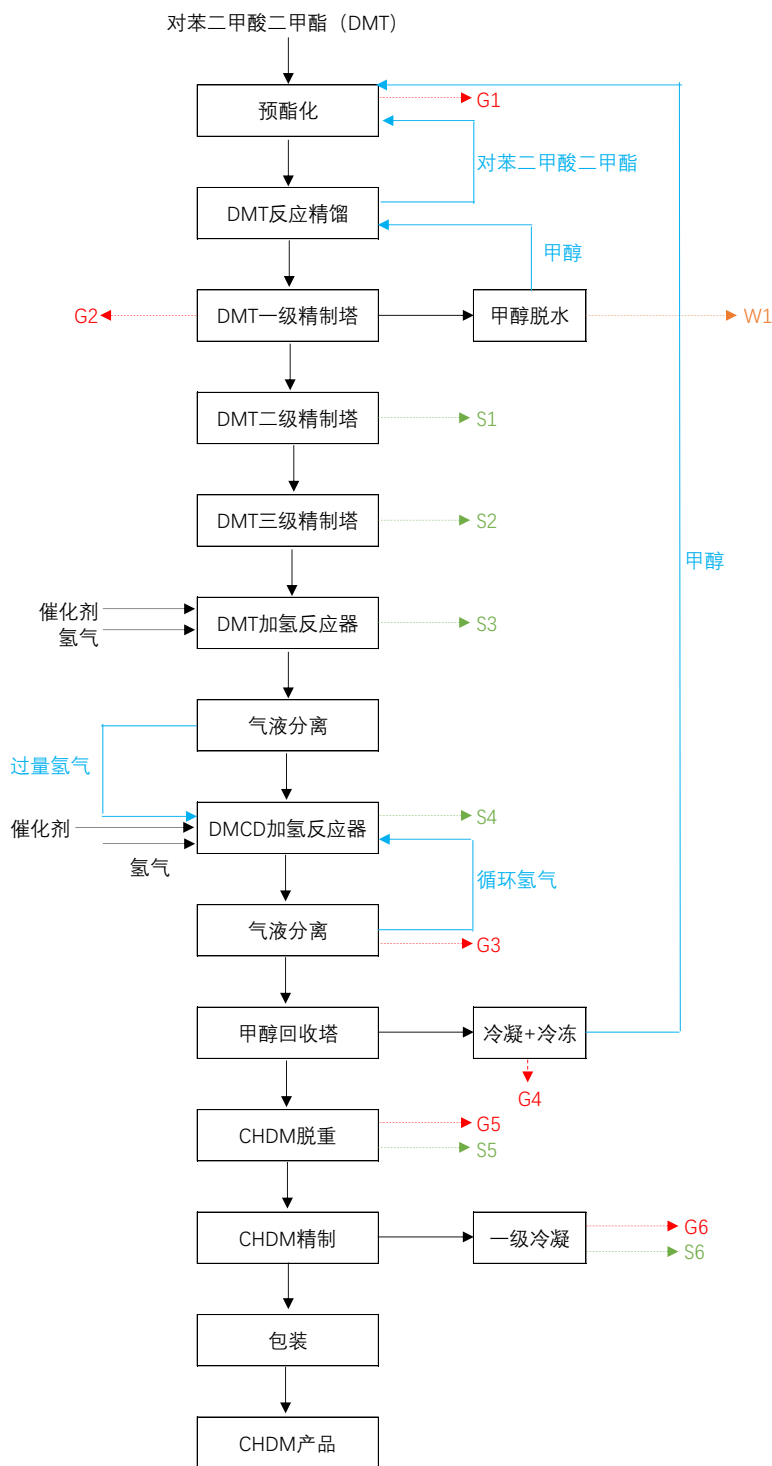 对苯二甲酸二甲酯（DMT）
预酯化
G1
对苯二甲酸二甲酯
DMT反应精馏
甲醇
G2
DMT一级精制塔
甲醇脱水
W1
DMT二级精制塔
S1
DMT三级精制塔
S2
甲醇
催化剂
氢气
DMT加氢反应器
S3
气液分离
过量氢气
催化剂
氢气
DMCD加氢反应器
S4
循环氢气
气液分离
G3
甲醇回收塔
冷凝+冷冻
G4
CHDM脱重
G5
S5
CHDM精制
一级冷凝
G6
S6
包装
CHDM产品